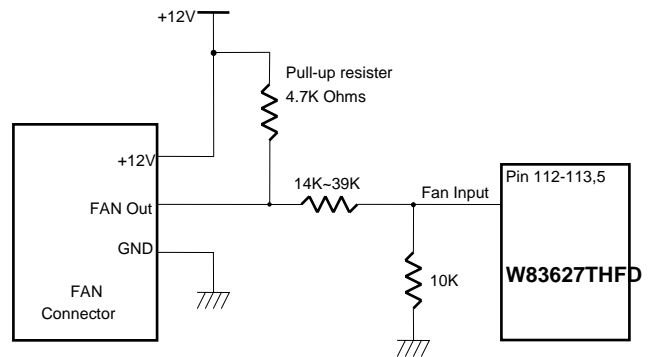 +12V
Pull-up resister
4.7K Ohms
+12V
14K~39K
Fan Input
Pin 112-113,5
FAN Out
GND
10K
W83627THFD
FAN
Connector